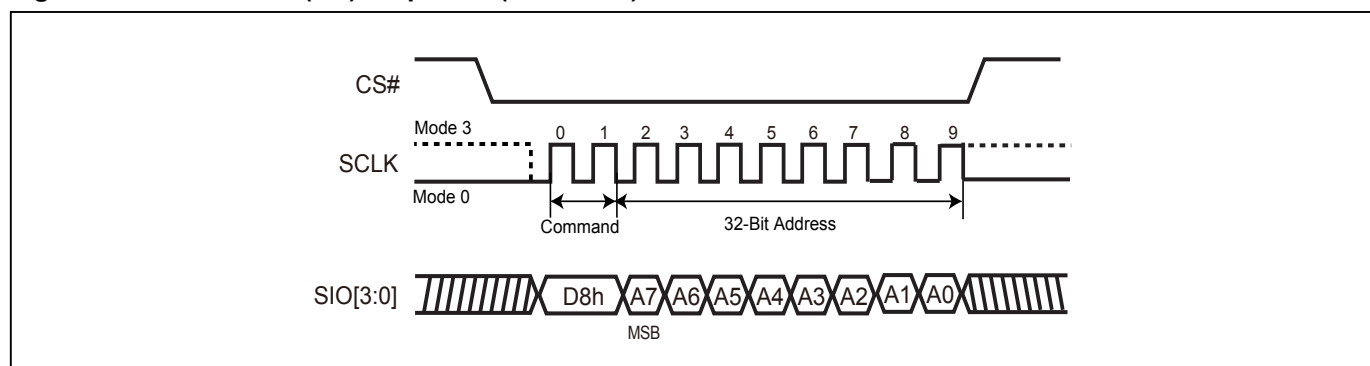 CS#
Mode 3
0 1 2 3 4 5 6 7 8 9
SCLK
Mode 0
Command
32-Bit Address
SIO[3:0]
D8h A7 A6 A5 A4 A3 A2 A1 A0
MSB